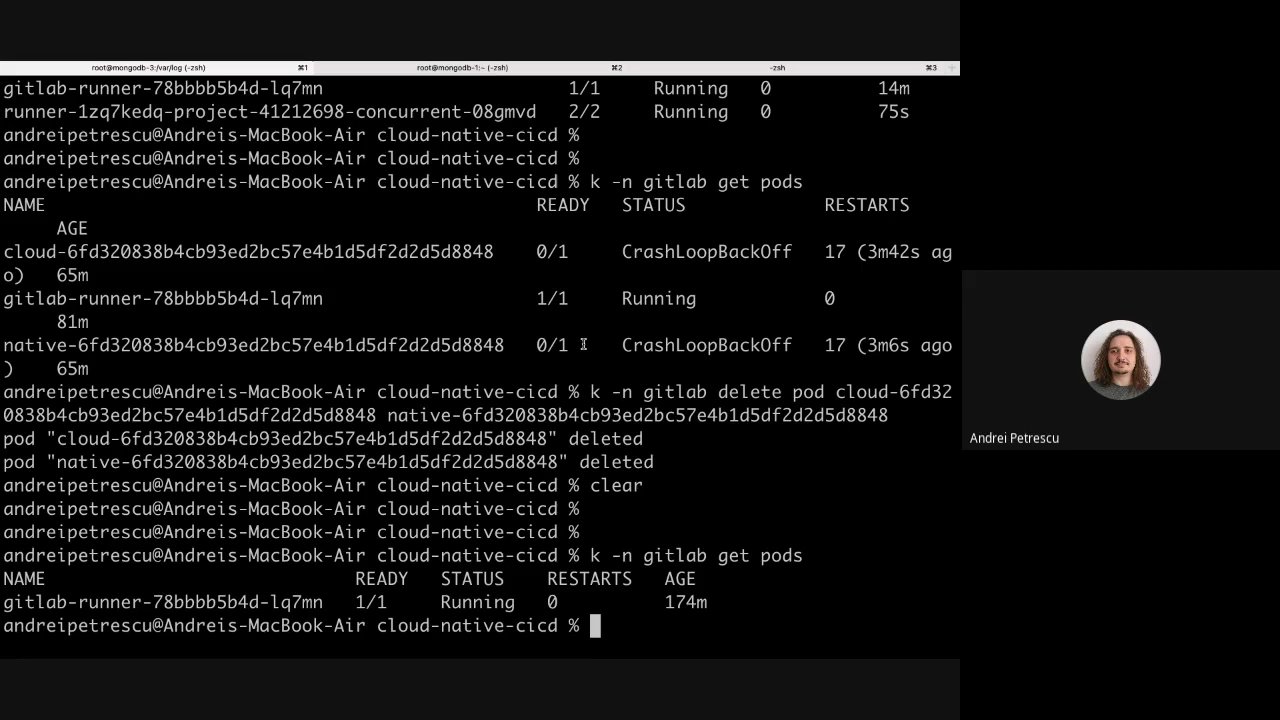 root@mongodb-3:/var/log (-zsh) ⌘1 root@mongodb-1:~ (-zsh) ⌘2 -zsh ⌘3 +
gitlab-runner-78bbbb5b4d-lq7mn 1/1 Running 0 14m
runner-1zq7kedq-project-41212698-concurrent-08gmvd 2/2 Running 0 75s
andreipetrescu@Andreis-MacBook-Air cloud-native-cicd %
andreipetrescu@Andreis-MacBook-Air cloud-native-cicd %
andreipetrescu@Andreis-MacBook-Air cloud-native-cicd % k -n gitlab get pods
NAME READY STATUS RESTARTS
AGE
cloud-6fd320838b4cb93ed2bc57e4b1d5df2d2d5d8848 0/1 CrashLoopBackOff 17 (3m42s ag
o) 65m
gitlab-runner-78bbbb5b4d-lq7mn 1/1 Running 0
81m
native-6fd320838b4cb93ed2bc57e4b1d5df2d2d5d8848 0/1 CrashLoopBackOff 17 (3m6s ago
) 65m
andreipetrescu@Andreis-MacBook-Air cloud-native-cicd % k -n gitlab delete pod cloud-6fd32
0838b4cb93ed2bc57e4b1d5df2d2d5d8848 native-6fd320838b4cb93ed2bc57e4b1d5df2d2d5d8848
pod "cloud-6fd320838b4cb93ed2bc57e4b1d5df2d2d5d8848" deleted
pod "native-6fd320838b4cb93ed2bc57e4b1d5df2d2d5d8848" deleted
andreipetrescu@Andreis-MacBook-Air cloud-native-cicd % clear
andreipetrescu@Andreis-MacBook-Air cloud-native-cicd %
andreipetrescu@Andreis-MacBook-Air cloud-native-cicd %
andreipetrescu@Andreis-MacBook-Air cloud-native-cicd % k -n gitlab get pods
NAME READY STATUS RESTARTS AGE
gitlab-runner-78bbbb5b4d-lq7mn 1/1 Running 0 174m
andreipetrescu@Andreis-MacBook-Air cloud-native-cicd %
Andrei Petrescu